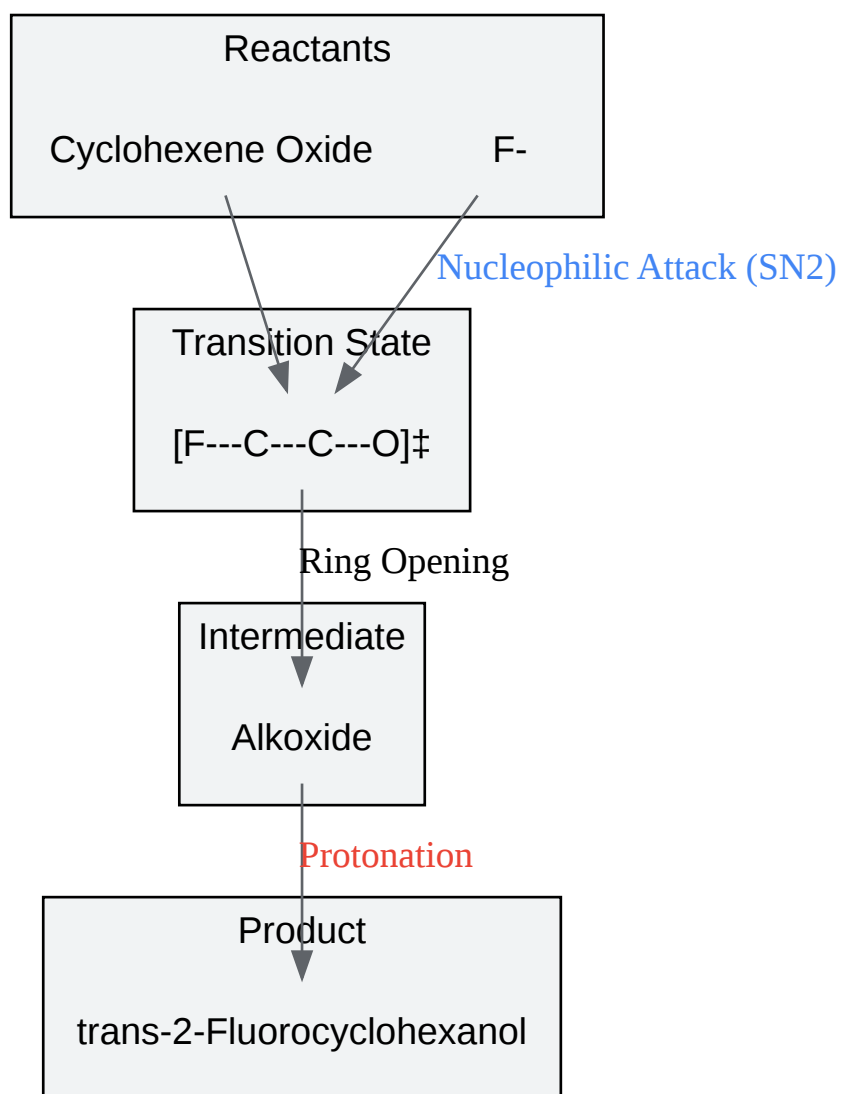 Reactants
Cyclohexene Oxide
F-
Nucleophilic Attack (SN2)
Transition State
[F---C---C---O]‡
Ring Opening
Intermediate
Alkoxide
Protonation
Product
trans-2-Fluorocyclohexanol